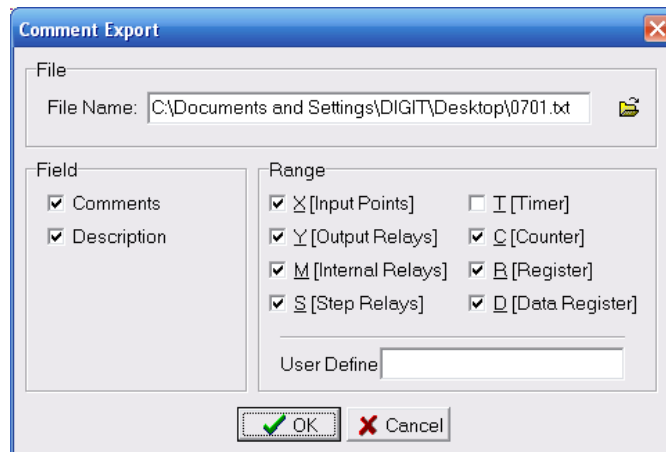 Comment Export
File
File Name: C:\Documents and Settings\DIGIT\Desktop\0701.txt
Field
Comments
Description
Range
X [Input Points]
T [Timer]
Y [Output Relays]
C [Counter]
M [Internal Relays]
R [Register]
S [Step Relays]
D [Data Register]
User Define
OK
Cancel